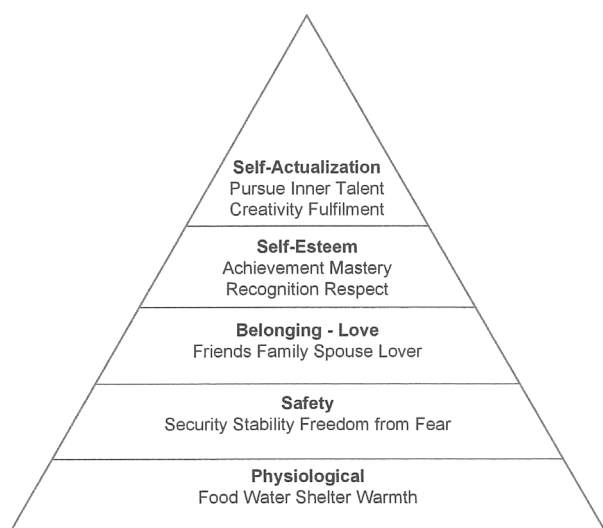 Self-Actualization
Pursue Inner Talent
Creativity Fulfilment
Self-Esteem
Achievement Mastery
Recognition Respect
Belonging - Love
Friends Family Spouse Lover
Safety
Security Stability Freedom from Fear
Physiological
Food Water Shelter Warmth